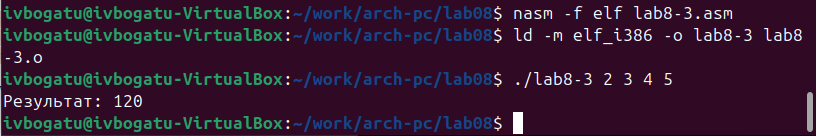 ivbogatu@ivbogatu-VirtualBox:~/work/arch-pc/lab08$ nasm -f elf lab8-3.asm
ivbogatu@ivbogatu-VirtualBox:~/work/arch-pc/lab08$ ld -m elf_i386 -o lab8-3 lab8
-3.o
ivbogatu@ivbogatu-VirtualBox:~/work/arch-pc/lab08$ ./lab8-3 2 3 4 5
Результат: 120
ivbogatu@ivbogatu-VirtualBox:~/work/arch-pc/lab08$